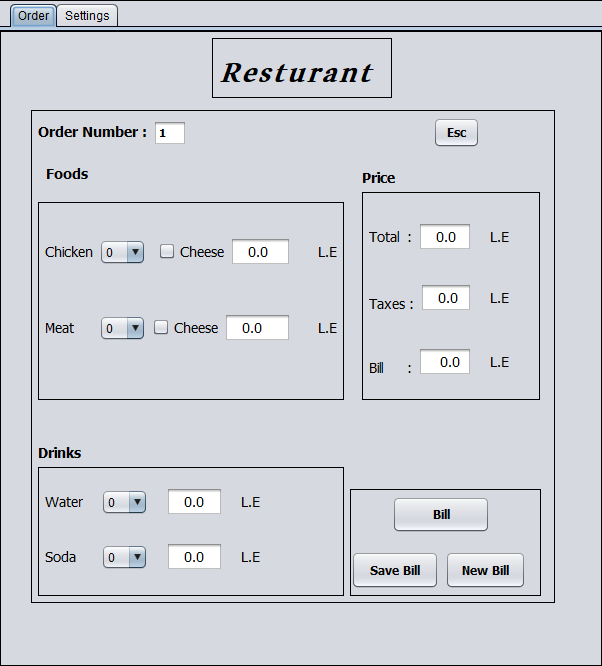 Order Settings
Resturant
Order Number : 1 Esc
Foods
Chicken 0 Cheese 0.0 L.E
Meat 0 Cheese 0.0 L.E
Price
Total : 0.0 L.E
Taxes : 0.0 L.E
Bill : 0.0 L.E
Drinks
Water 0 0.0 L.E
Soda 0 0.0 L.E
Bill
Save Bill New Bill